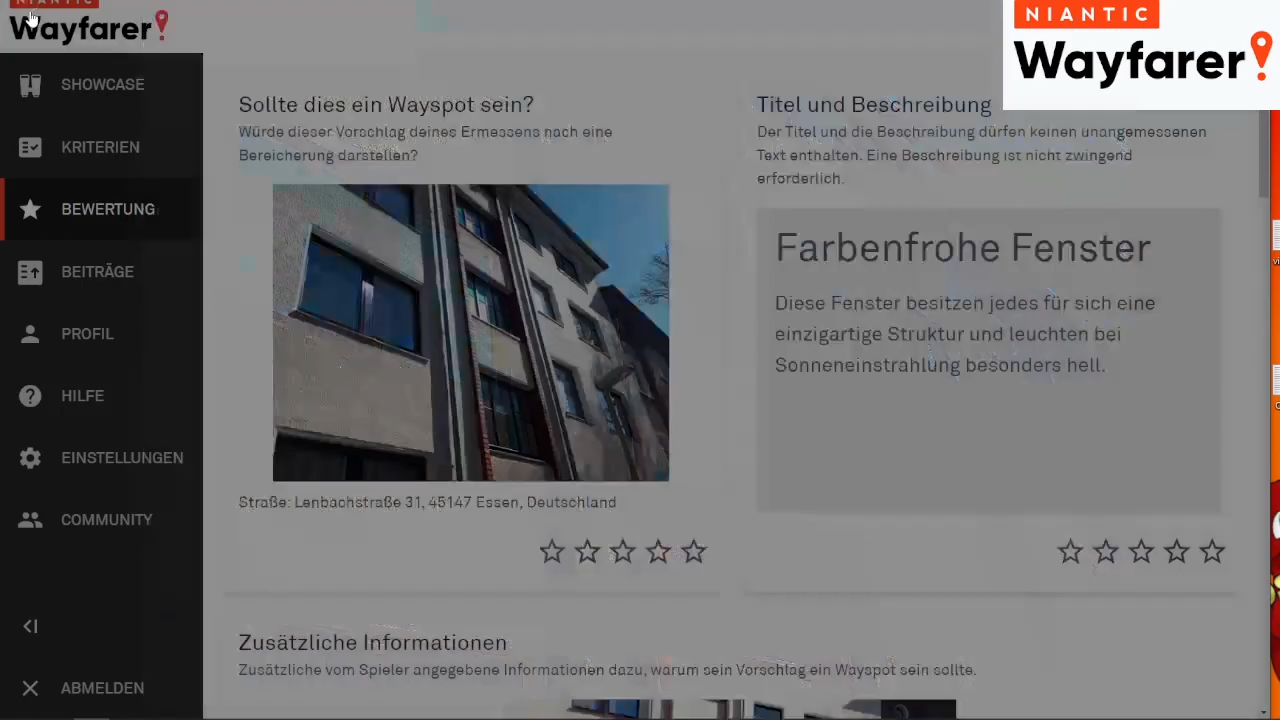 NIANTIC
Wayfarer!
NIANTIC
Wayfarer!
SHOWCASE
KRITERIEN
BEWERTUNG
BEITRÄGE
PROFIL
HILFE
EINSTELLUNGEN
COMMUNITY
ABMELDEN
Sollte dies ein Wayspot sein?
Würde dieser Vorschlag deines Ermessens nach eine
Bereicherung darstellen?
Straße: Lenbachstraße 31, 45147 Essen, Deutschland
Titel und Beschreibung
Der Titel und die Beschreibung dürfen keinen unangemessenen
Text enthalten. Eine Beschreibung ist nicht zwingend
erforderlich.
Farbenfrohe Fenster
Diese Fenster besitzen jedes für sich eine
einzigartige Struktur und leuchten bei
Sonneneinstrahlung besonders hell.
Zusätzliche Informationen
Zusätzliche vom Spieler angegebene Informationen dazu, warum sein Vorschlag ein Wayspot sein sollte.